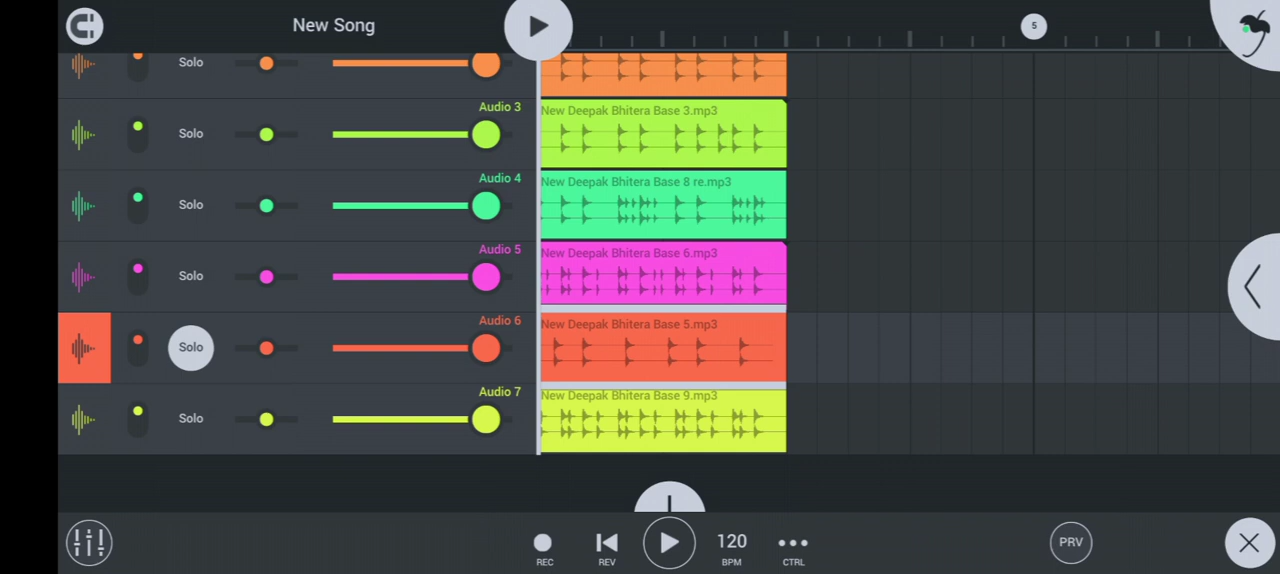 New Song
5
Solo
Audio 3
Solo
New Deepak Bhitera Base 3.mp3
Audio 4
Solo
New Deepak Bhitera Base 8 re.mp3
Audio 5
Solo
New Deepak Bhitera Base 6.mp3
Audio 6
Solo
New Deepak Bhitera Base 5.mp3
Audio 7
Solo
New Deepak Bhitera Base 9.mp3
REC
REV
120
BPM
CTRL
PRV